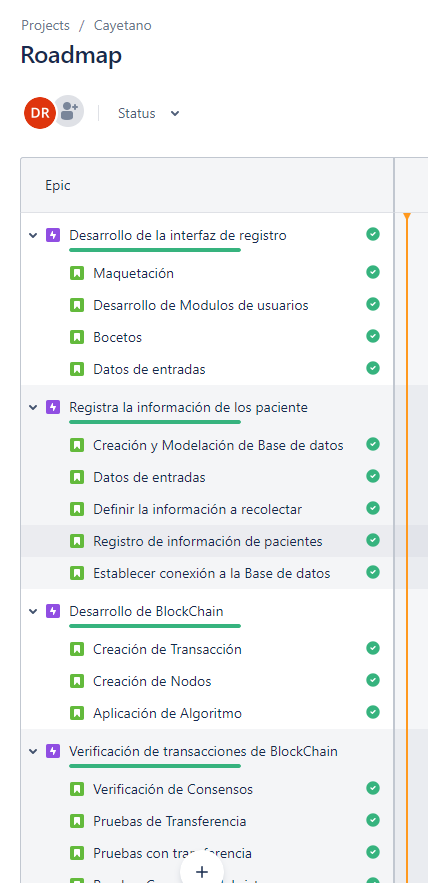 Projects / Cayetano
Roadmap
DR
Status
Epic
Desarrollo de la interfaz de registro
Maquetación
Desarrollo de Modulos de usuarios
Bocetos
Datos de entradas
Registra la información de los paciente
Creación y Modelación de Base de datos
Datos de entradas
Definir la información a recolectar
Registro de información de pacientes
Establecer conexión a la Base de datos
Desarrollo de BlockChain
Creación de Transacción
Creación de Nodos
Aplicación de Algoritmo
Verificación de transacciones de BlockChain
Verificación de Consensos
Pruebas de Transferencia
Pruebas con transferencia